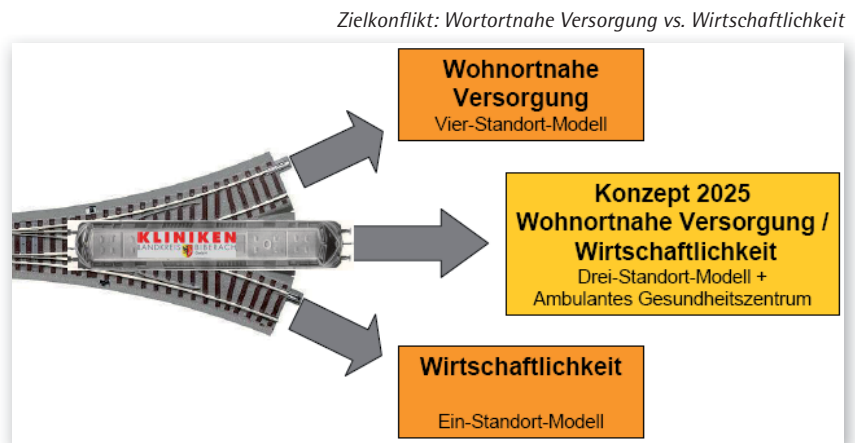 Zielkonflikt: Wortortnahe Versorgung vs. Wirtschaftlichkeit
Wohnortnahe
Versorgung
Vier-Standort-Modell
KLINIKEN
LANDKREIS BIBERACH
Konzept 2025
Wohnortnahe Versorgung /
Wirtschaftlichkeit
Drei-Standort-Modell +
Ambulantes Gesundheitszentrum
Wirtschaftlichkeit
Ein-Standort-Modell